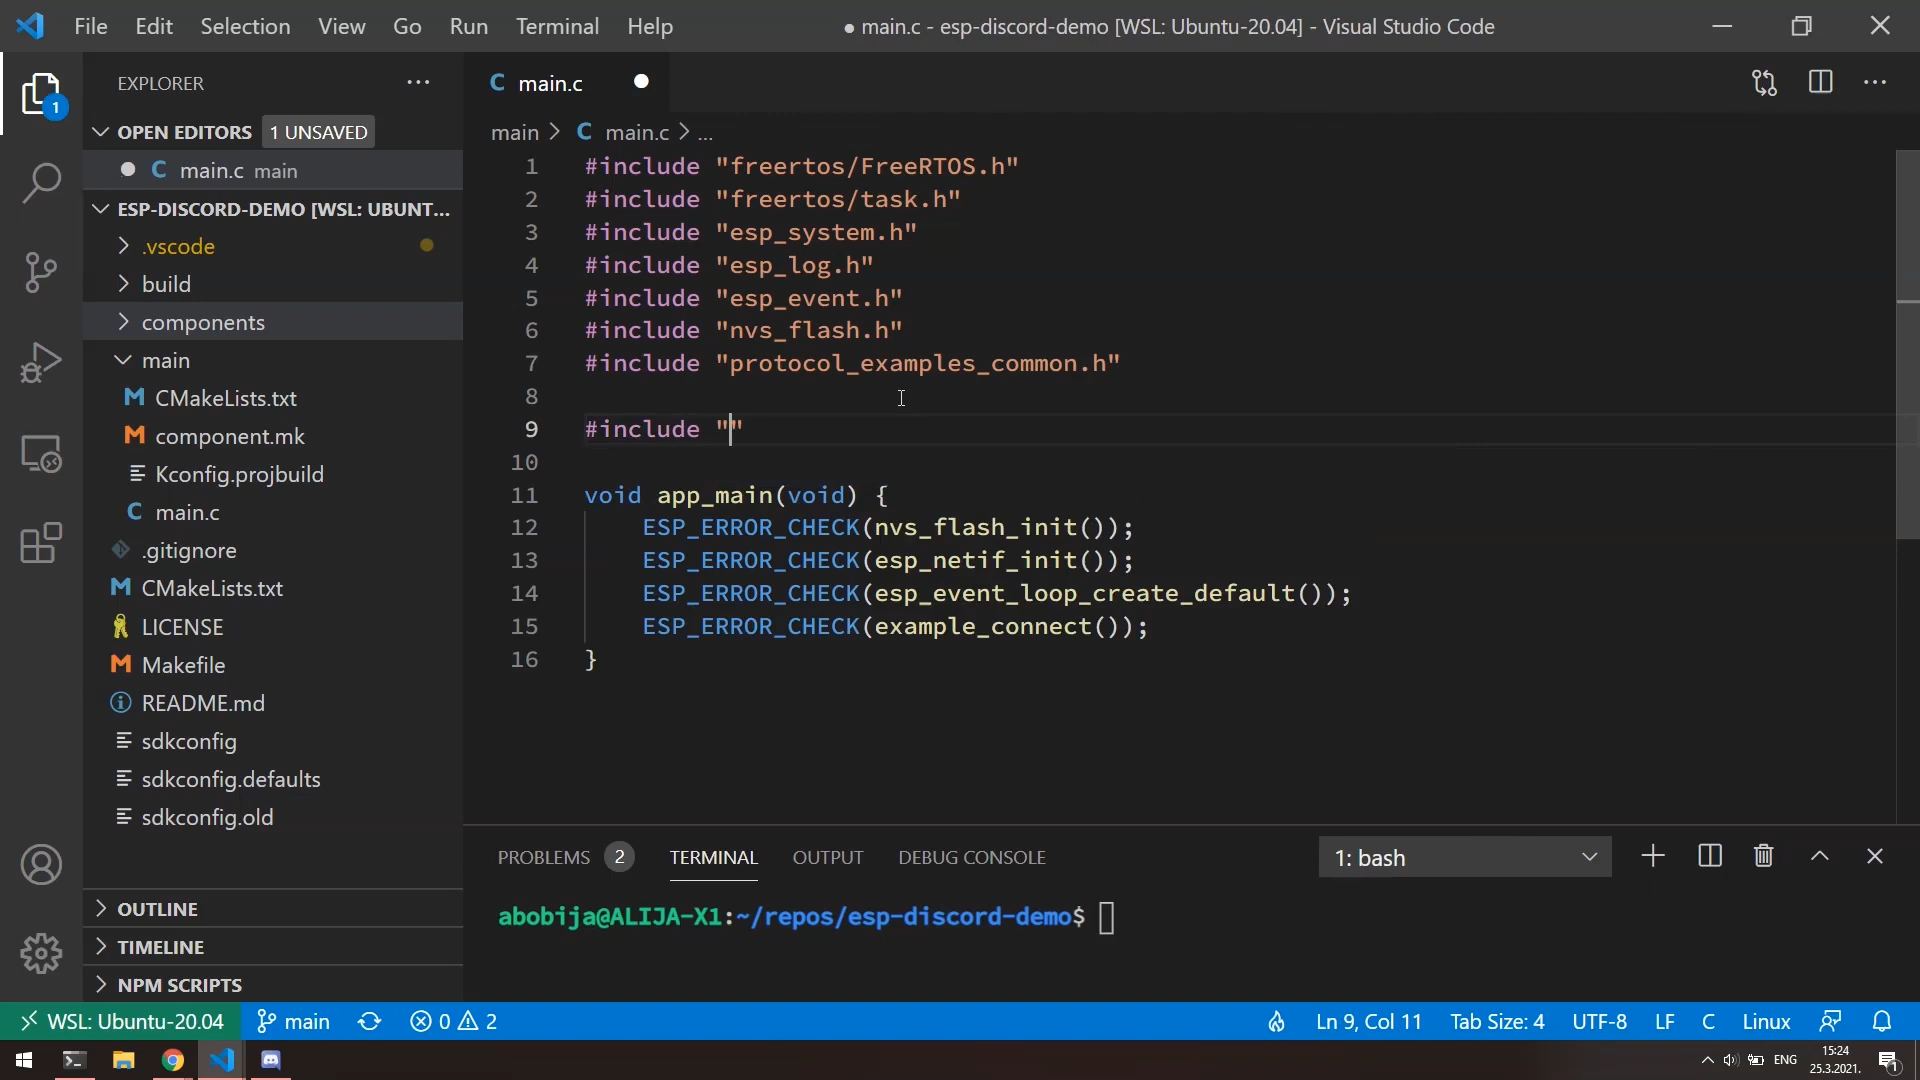 File Edit Selection View Go Run Terminal Help
● main.c - esp-discord-demo [WSL: Ubuntu-20.04] - Visual Studio Code
1
EXPLORER
OPEN EDITORS 1 UNSAVED
C main.c main
ESP-DISCORD-DEMO [WSL: UBUNT...
.vscode
build
components
main
CMakeLists.txt
component.mk
Kconfig.projbuild
C main.c
.gitignore
CMakeLists.txt
LICENSE
Makefile
README.md
sdkconfig
sdkconfig.defaults
sdkconfig.old
OUTLINE
TIMELINE
NPM SCRIPTS
C main.c
main > C main.c > ...
1 #include "freertos/FreeRTOS.h"
2 #include "freertos/task.h"
3 #include "esp_system.h"
4 #include "esp_log.h"
5 #include "esp_event.h"
6 #include "nvs_flash.h"
7 #include "protocol_examples_common.h"
8
9 #include ""
10
11 void app_main(void) {
12 ESP_ERROR_CHECK(nvs_flash_init());
13 ESP_ERROR_CHECK(esp_netif_init());
14 ESP_ERROR_CHECK(esp_event_loop_create_default());
15 ESP_ERROR_CHECK(example_connect());
16 }
PROBLEMS 2 TERMINAL OUTPUT DEBUG CONSOLE 1: bash
abobija@ALIJA-X1:~/repos/esp-discord-demo$
WSL: Ubuntu-20.04 main 0 2 Ln 9, Col 11 Tab Size: 4 UTF-8 LF C Linux
ENG 15:24
25.3.2021. 1